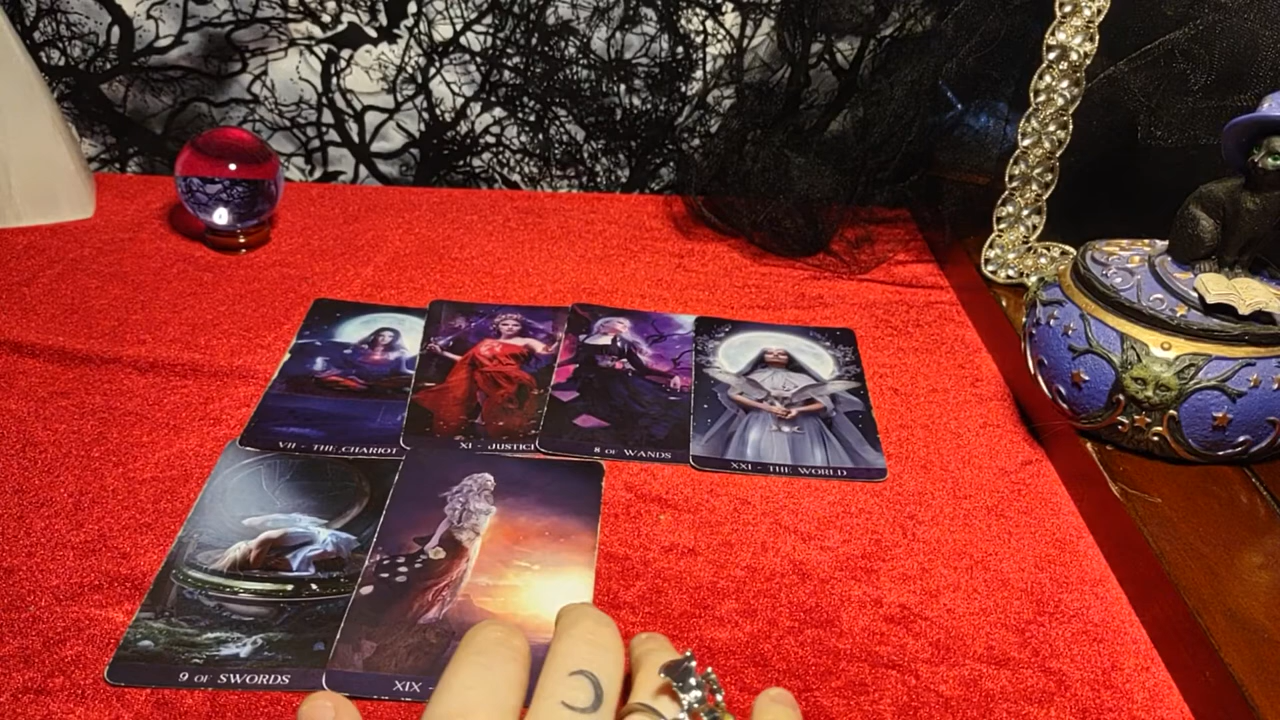 VII - THE CHARIOT
XI - JUSTICE
8 OF WANDS
XXI - THE WORLD
9 OF SWORDS
XIX -